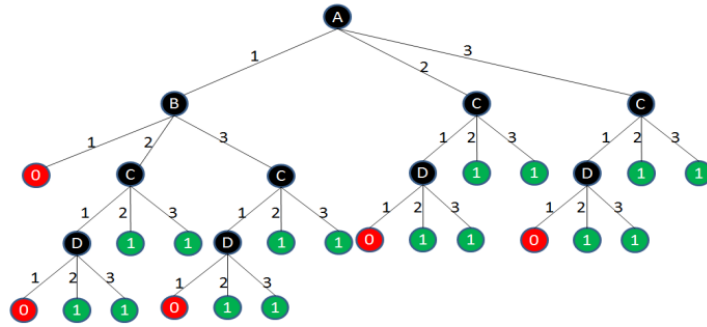 A
1 2 3
B C C
1 2 3 1 2 3 1 2 3
0 C C D 1 1 D 1 1
1 2 3 1 2 3 1 2 3 1 2 3
D 1 1 D 1 1 0 1 1 0 1 1
1 2 3 1 2 3
0 1 1 0 1 1